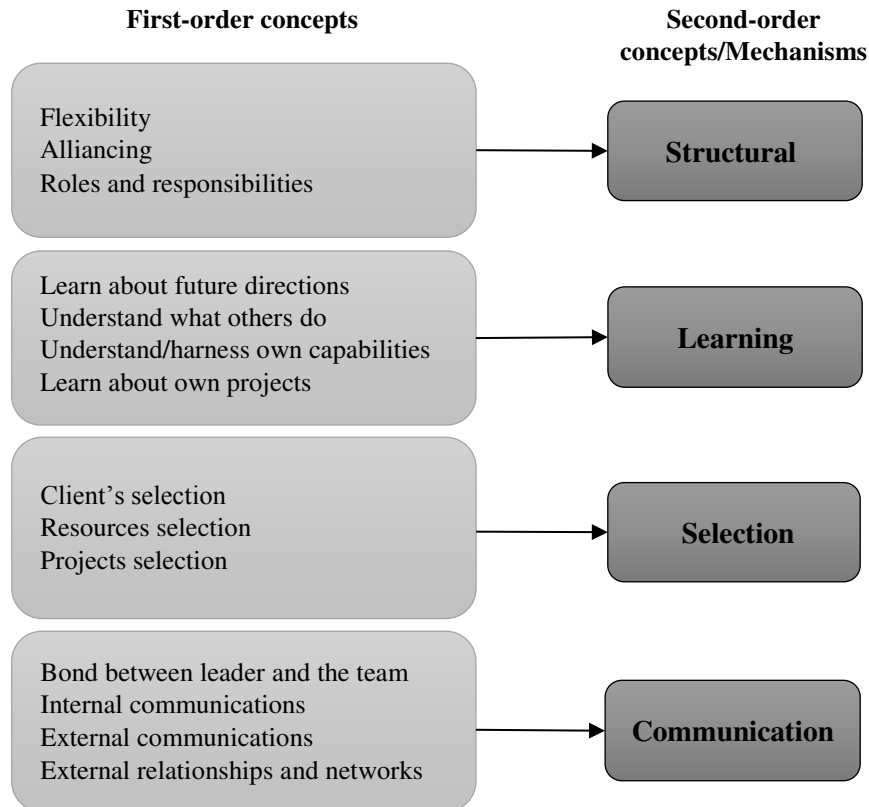 First-order concepts
Second-order
concepts/Mechanisms
Flexibility
Alliancing
Roles and responsibilities
Structural
Learn about future directions
Understand what others do
Understand/harness own capabilities
Learn about own projects
Learning
Client’s selection
Resources selection
Projects selection
Selection
Bond between leader and the team
Internal communications
External communications
External relationships and networks
Communication